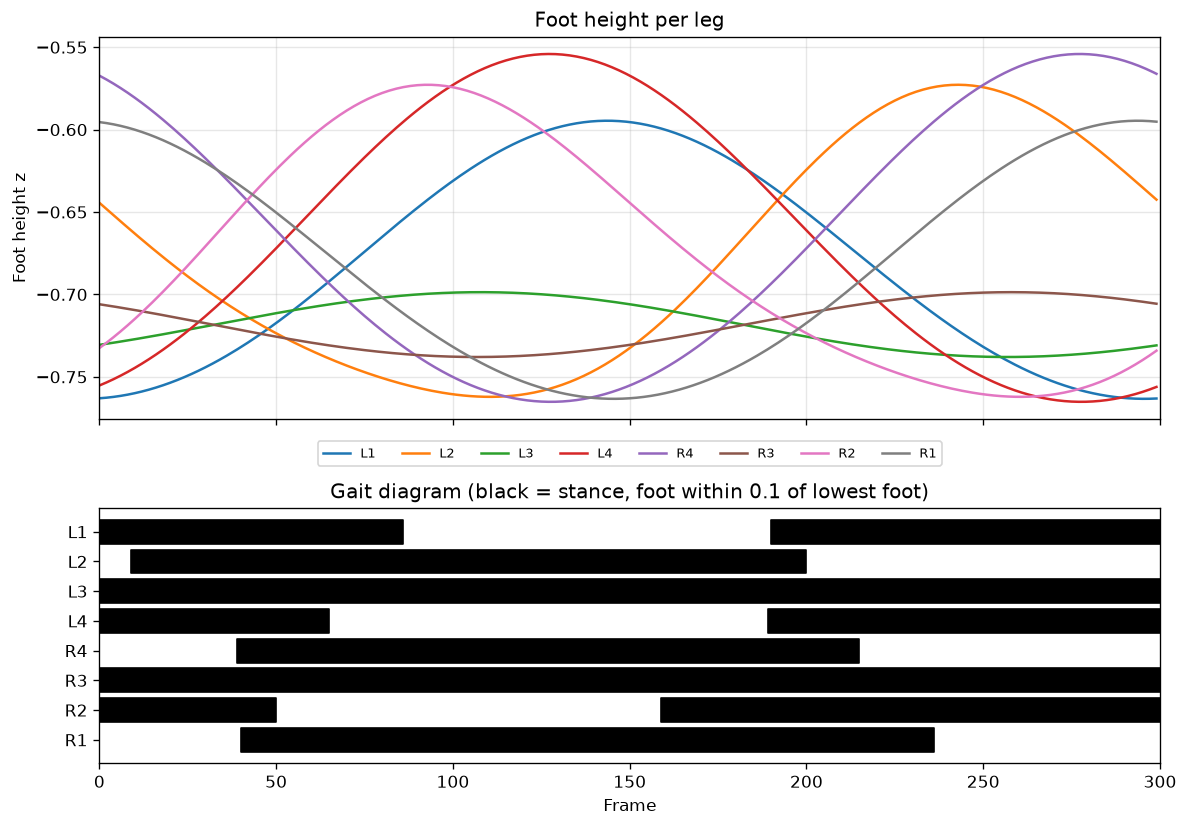 Foot height per leg
Foot height z
−0.55
−0.60
−0.65
−0.70
−0.75
L1 L2 L3 L4 R4 R3 R2 R1
Gait diagram (black = stance, foot within 0.1 of lowest foot)
L1
L2
L3
L4
R4
R3
R2
R1
0 50 100 150 200 250 300
Frame